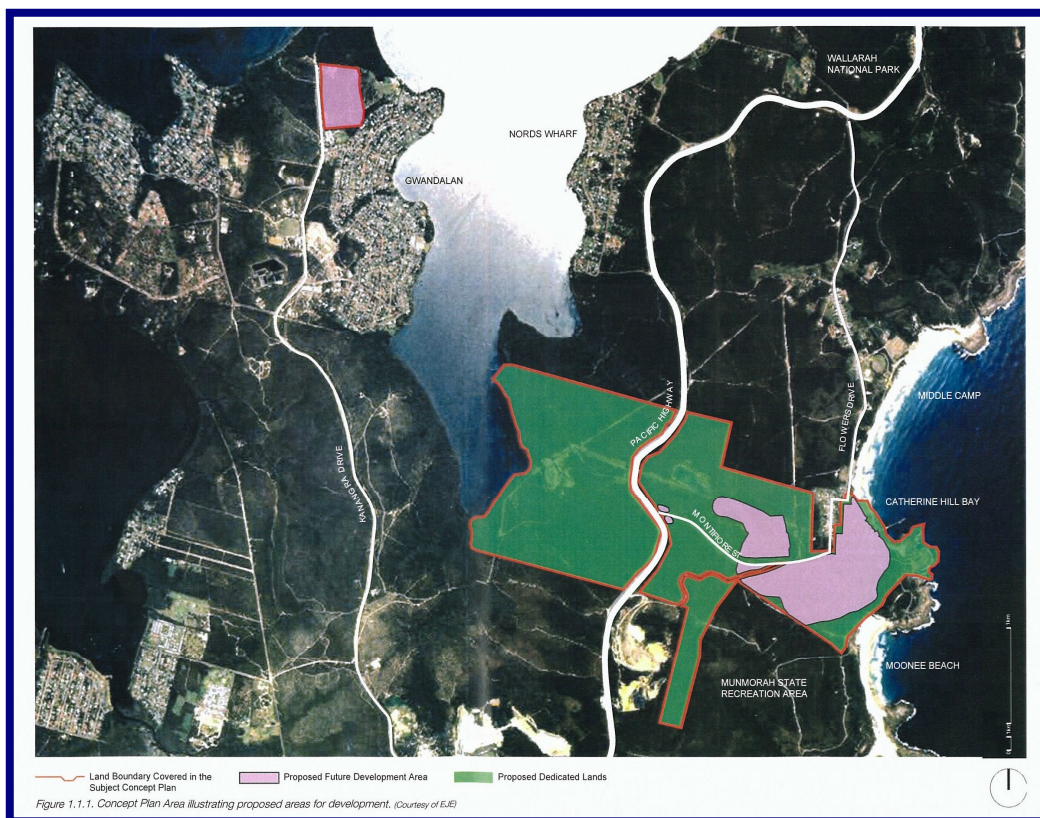 WALLARAH
NATIONAL PARK
NORDS WHARF
GWANDALAN
PACIFIC HIGHWAY
MIDDLE CAMP
FLOWERS DRIVE
KANANGRA DRIVE
CATHERINE HILL BAY
MONTIFIORE ST
MOONEE BEACH
MUNMORAH STATE
RECREATION AREA
Land Boundary Covered in the
Subject Concept Plan
Proposed Future Development Area
Proposed Dedicated Lands
Figure 1.1.1. Concept Plan Area illustrating proposed areas for development. (Courtesy of EJE)